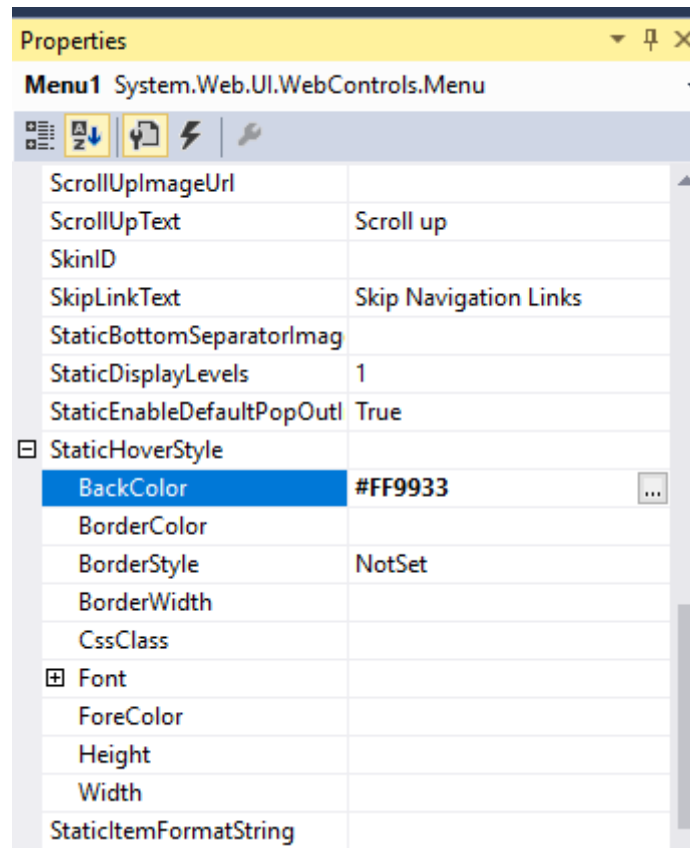 Properties
Menu1 System.Web.UI.WebControls.Menu
ScrollUpImageUrl
ScrollUpText Scroll up
SkinID
SkipLinkText Skip Navigation Links
StaticBottomSeparatorImag
StaticDisplayLevels 1
StaticEnableDefaultPopOutI True
StaticHoverStyle
BackColor #FF9933 ...
BorderColor
BorderStyle NotSet
BorderWidth
CssClass
Font
ForeColor
Height
Width
StaticItemFormatString